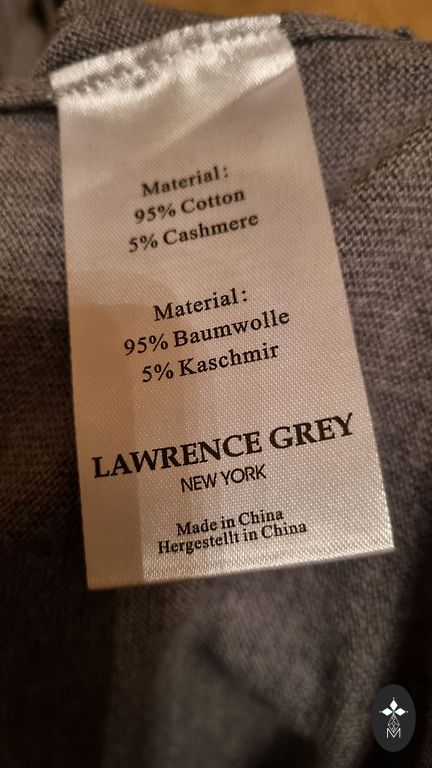 Material:
95% Cotton
5% Cashmere
Material:
95% Baumwolle
5% Kaschmir
LAWRENCE GREY
NEW YORK
Made in China
Hergestellt in China
M